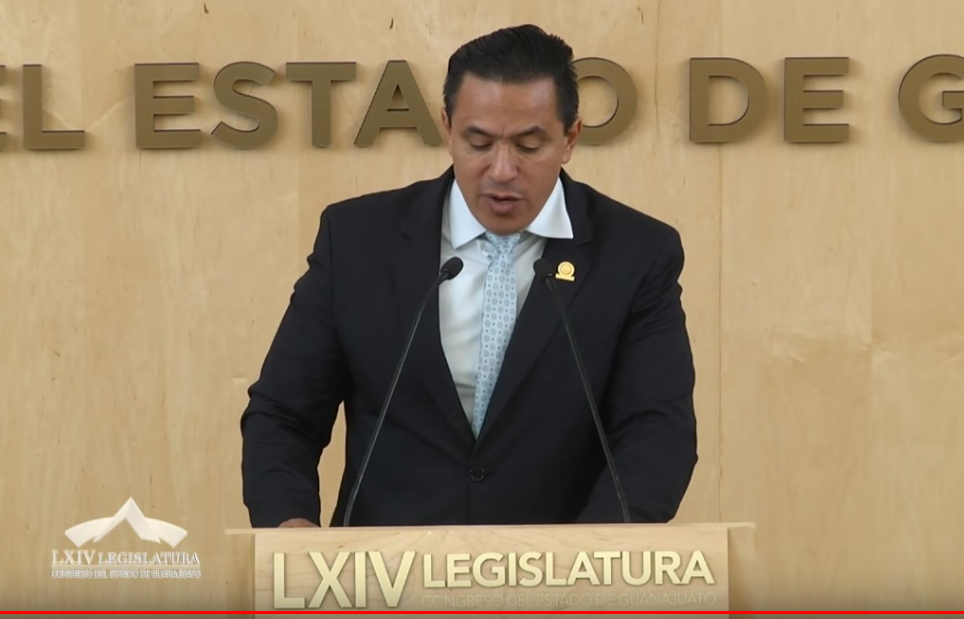 EL ESTADO DE G
LXIV LEGISLATURA
CONGRESO DEL ESTADO DE GUANAJUATO
LXIV LEGISLATURA
CONGRESO DEL ESTADO DE GUANAJUATO